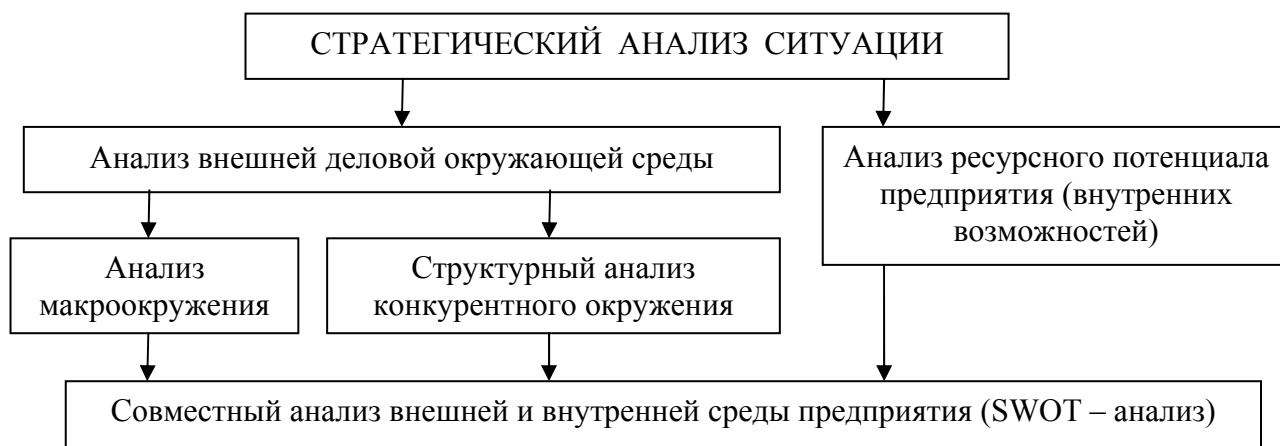 СТРАТЕГИЧЕСКИЙ АНАЛИЗ СИТУАЦИИ
Анализ внешней деловой окружающей среды
Анализ ресурсного потенциала
предприятия (внутренних
возможностей)
Анализ
макроокружения
Структурный анализ
конкурентного окружения
Совместный анализ внешней и внутренней среды предприятия (SWOT – анализ)